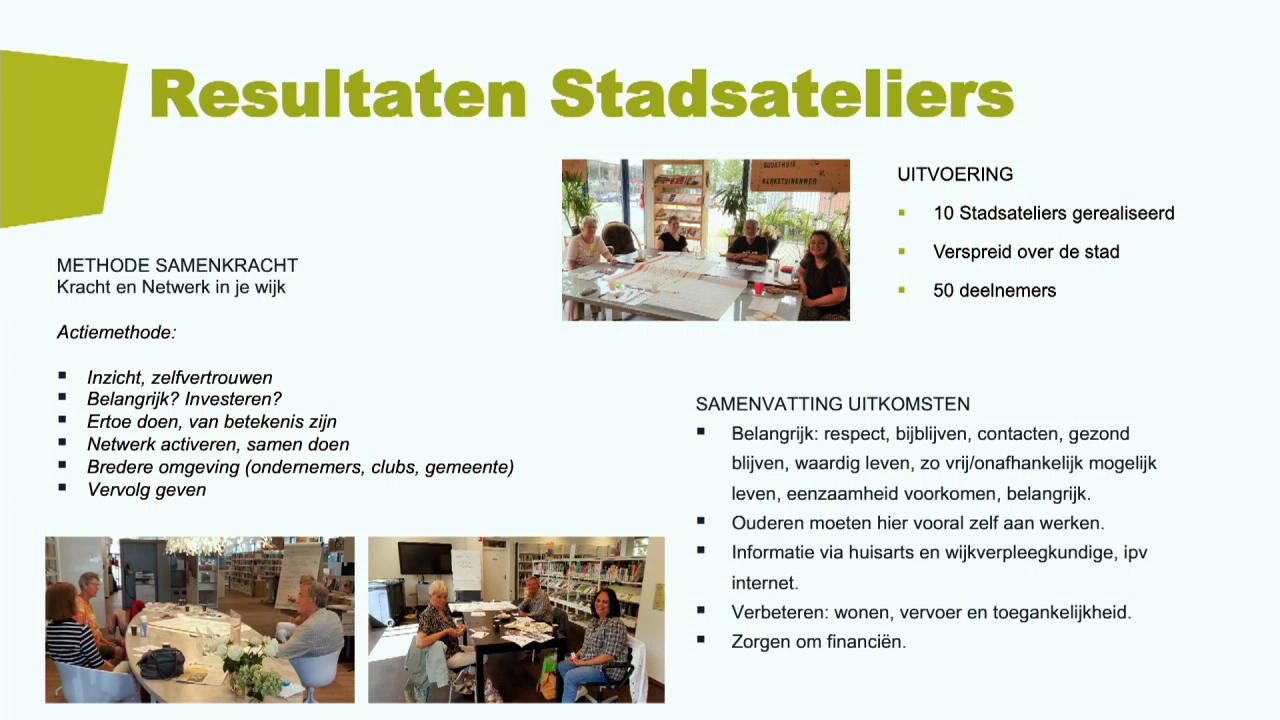 Resultaten Stadsateliers
METHODE SAMENKRACHT
Kracht en Netwerk in je wijk
Actiemethode:
▪ Inzicht, zelfvertrouwen
▪ Belangrijk? Investeren?
▪ Ertoe doen, van betekenis zijn
▪ Netwerk activeren, samen doen
▪ Bredere omgeving (ondernemers, clubs, gemeente)
▪ Vervolg geven
BUURTHUIS
KERKETUINENWEG
UITVOERING
▪ 10 Stadsateliers gerealiseerd
▪ Verspreid over de stad
▪ 50 deelnemers
SAMENVATTING UITKOMSTEN
▪ Belangrijk: respect, bijblijven, contacten, gezond
blijven, waardig leven, zo vrij/onafhankelijk mogelijk
leven, eenzaamheid voorkomen, belangrijk.
▪ Ouderen moeten hier vooral zelf aan werken.
▪ Informatie via huisarts en wijkverpleegkundige, ipv
internet.
▪ Verbeteren: wonen, vervoer en toegankelijkheid.
▪ Zorgen om financiën.